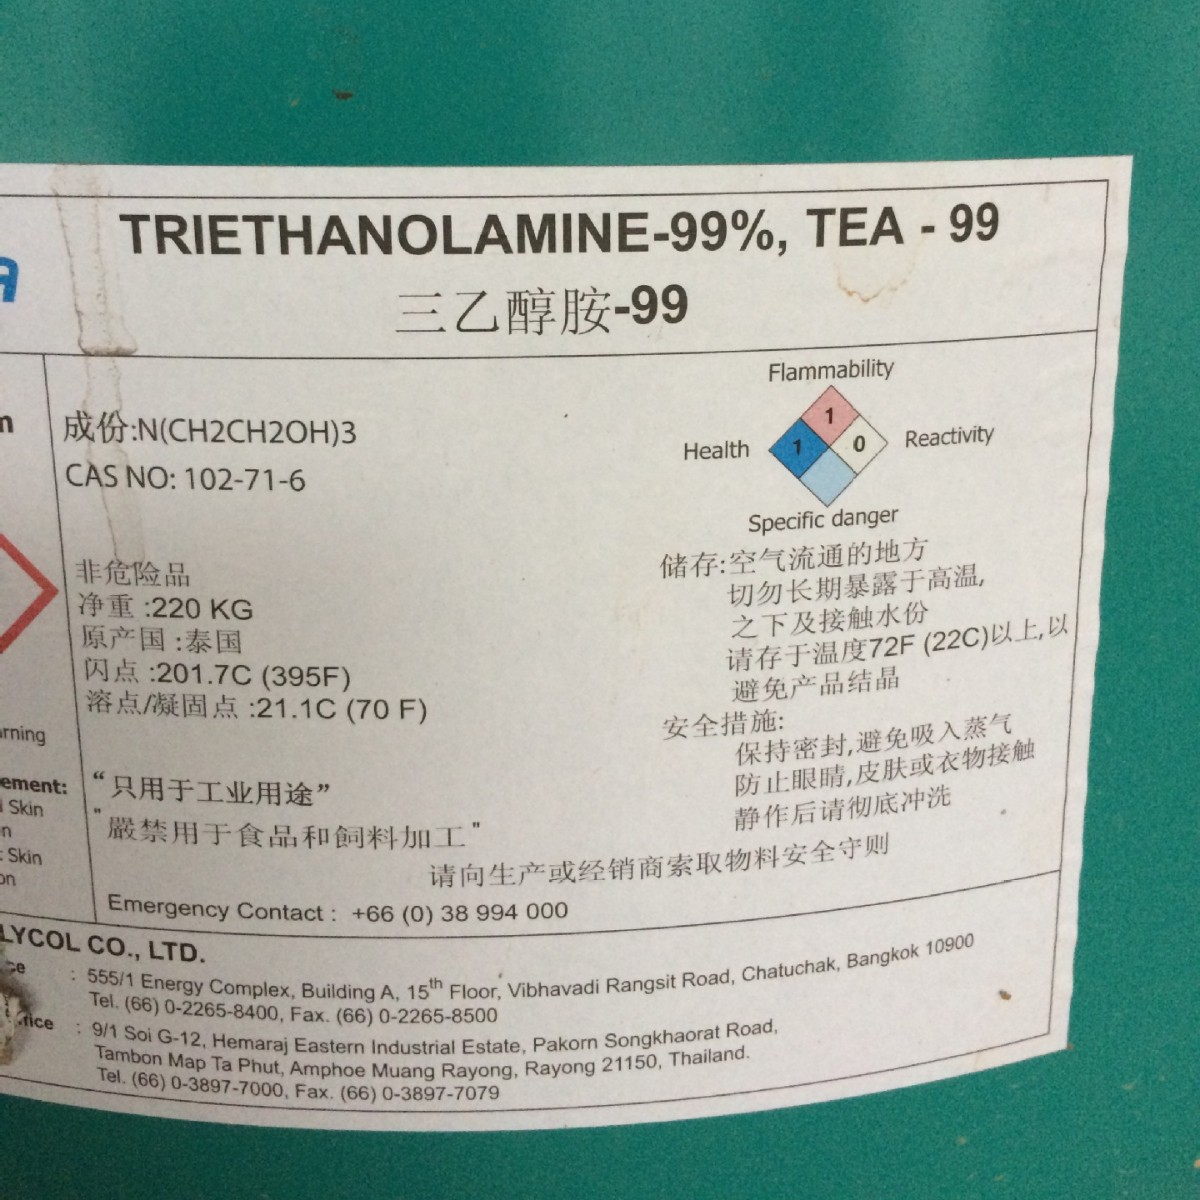 TRIETHANOLAMINE-99%, TEA - 99
三乙醇胺-99
A
成份:N(CH2CH2OH)3
CAS NO: 102-71-6
Flammability
1
Health
1
0
Reactivity
Specific danger
非危险品
净重 :220 KG
原产国 :泰国
闪点 :201.7C (395F)
溶点/凝固点 :21.1C (70 F)
储存:空气流通的地方
切勿长期暴露于高温,
之下及接触水份
请存于温度72F (22C)以上,以
避免产品结晶
安全措施:
保持密封,避免吸入蒸气
防止眼睛,皮肤或衣物接触
静作后请彻底冲洗
“只用于工业用途”
"嚴禁用于食品和飼料加工"
请向生产或经销商索取物料安全守则
Emergency Contact : +66 (0) 38 994 000
arning
ement:
Skin
on
Skin
on
LYCOL CO., LTD.
ce : 555/1 Energy Complex, Building A, 15th Floor, Vibhavadi Rangsit Road, Chatuchak, Bangkok 10900
Tel. (66) 0-2265-8400, Fax. (66) 0-2265-8500
fice : 9/1 Soi G-12, Hemaraj Eastern Industrial Estate, Pakorn Songkhaorat Road,
Tambon Map Ta Phut, Amphoe Muang Rayong, Rayong 21150, Thailand.
Tel. (66) 0-3897-7000, Fax. (66) 0-3897-7079